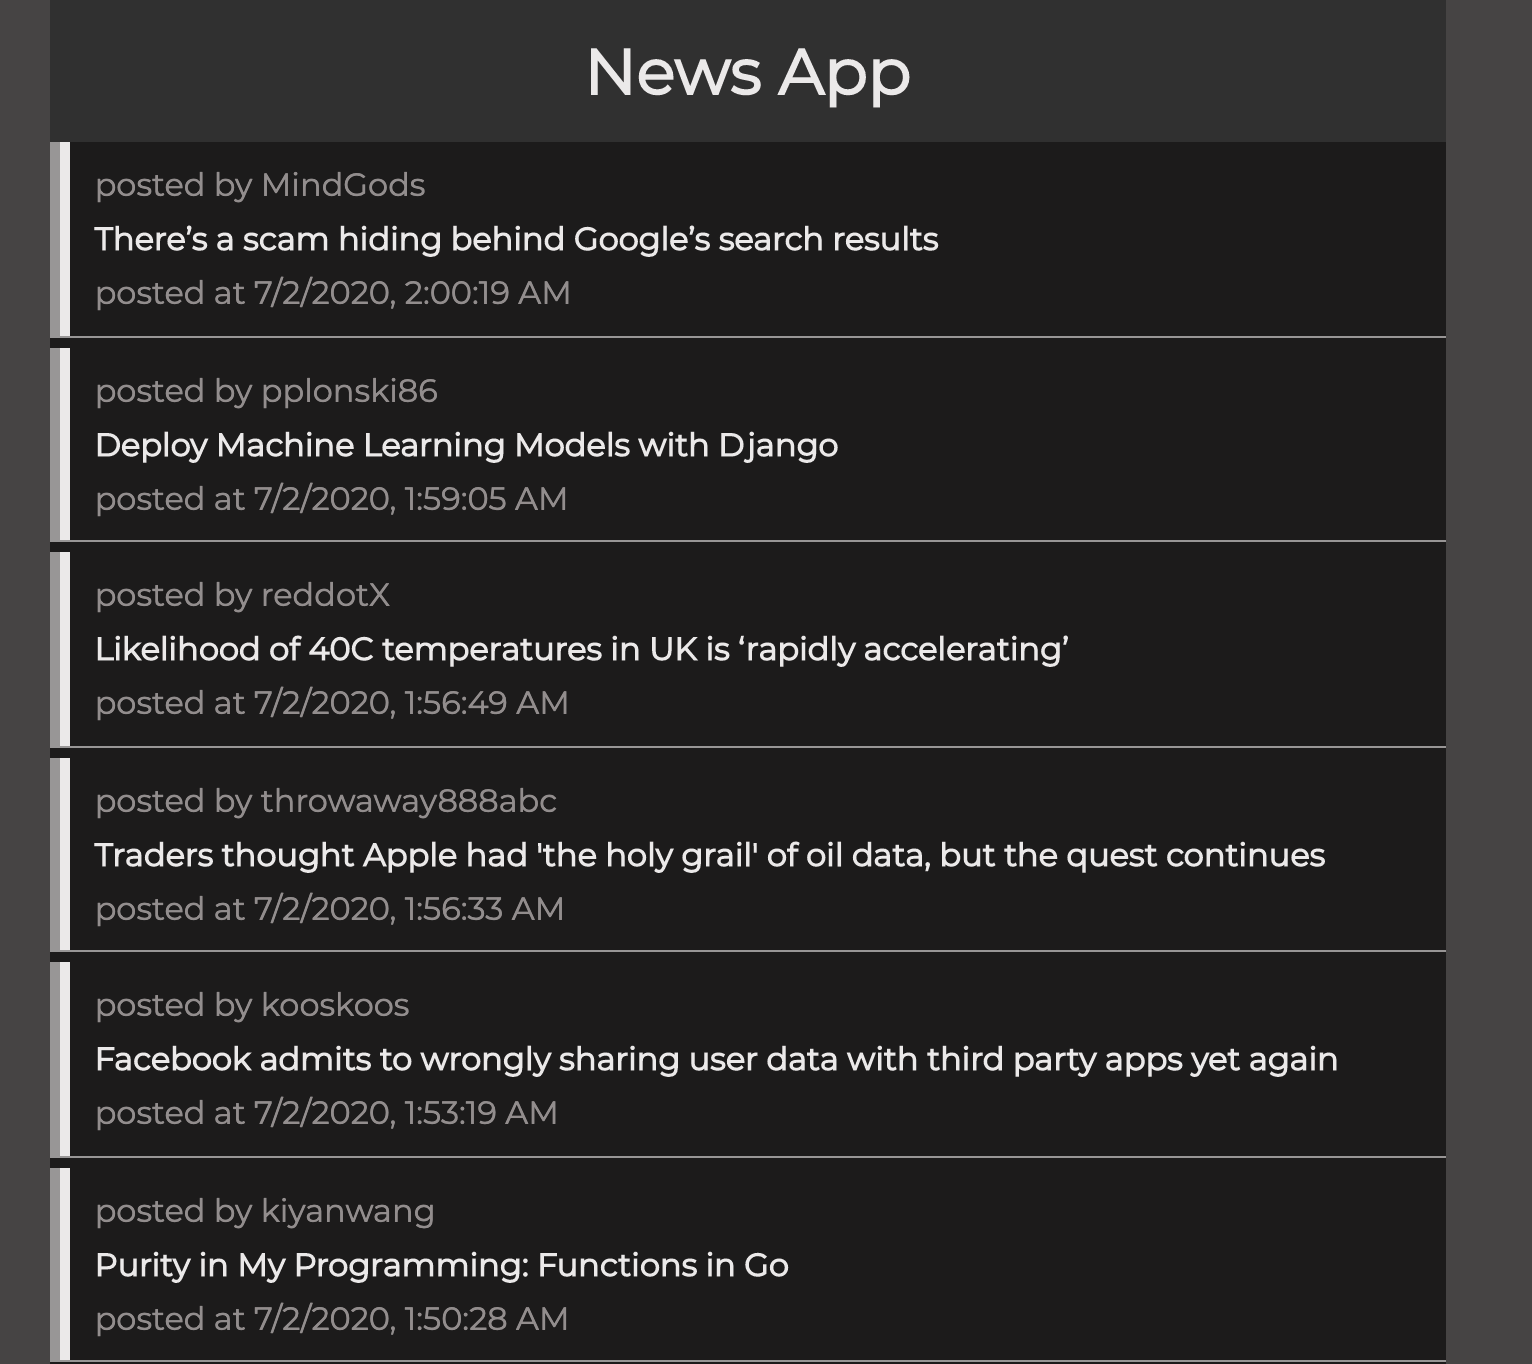 News App
posted by MindGods
There’s a scam hiding behind Google’s search results
posted at 7/2/2020, 2:00:19 AM
posted by pplonski86
Deploy Machine Learning Models with Django
posted at 7/2/2020, 1:59:05 AM
posted by reddotX
Likelihood of 40C temperatures in UK is ‘rapidly accelerating’
posted at 7/2/2020, 1:56:49 AM
posted by throwaway888abc
Traders thought Apple had 'the holy grail' of oil data, but the quest continues
posted at 7/2/2020, 1:56:33 AM
posted by kooskoos
Facebook admits to wrongly sharing user data with third party apps yet again
posted at 7/2/2020, 1:53:19 AM
posted by kiyanwang
Purity in My Programming: Functions in Go
posted at 7/2/2020, 1:50:28 AM